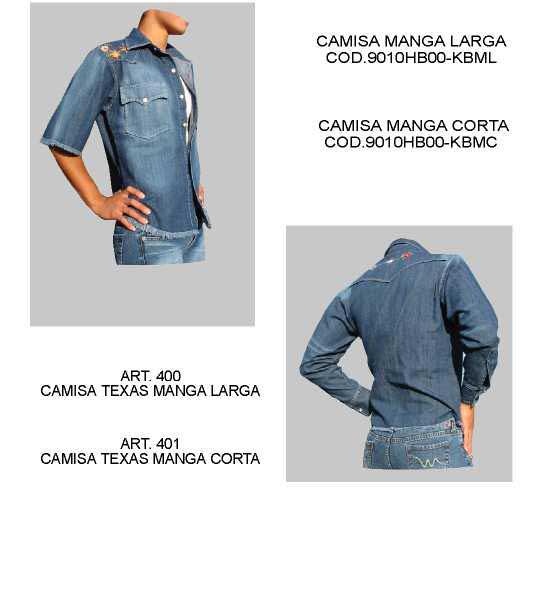 CAMISA MANGA LARGA
COD.9010HB00-KBML
CAMISA MANGA CORTA
COD.9010HB00-KBMC
ART. 400
CAMISA TEXAS MANGA LARGA
ART. 401
CAMISA TEXAS MANGA CORTA